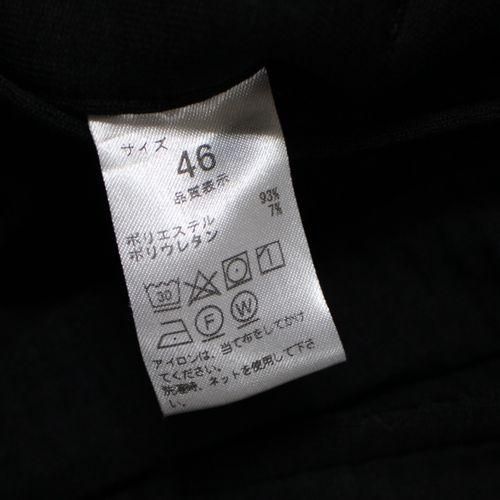 サイズ
46
品質表示
ポリエステル 93%
ポリウレタン 7%
30
F W
アイロンは、当て布をしてかけ
てください。
洗濯時、ネットを使用して下さ
い。